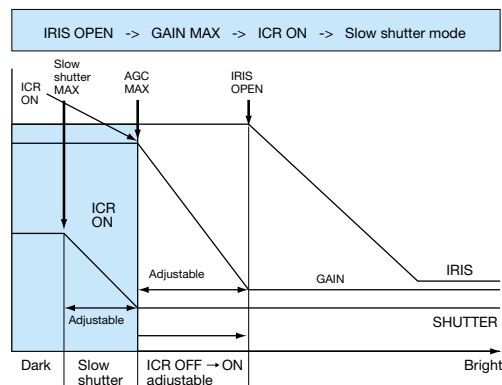 IRIS OPEN -> GAIN MAX -> ICR ON -> Slow shutter mode
Slow
shutter
MAX
AGC
MAX
IRIS
OPEN
ICR
ON
ICR
ON
Adjustable
GAIN
IRIS
Adjustable
SHUTTER
Dark
Slow
shutter
ICR OFF → ON
adjustable
Bright